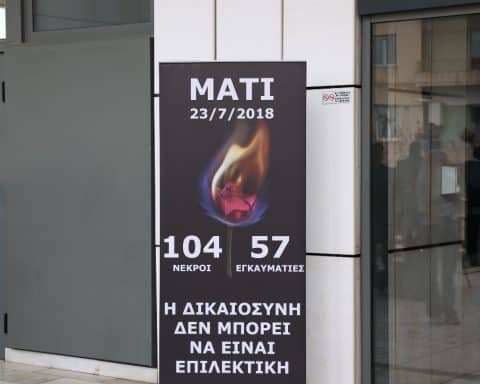 ΜΑΤΙ
23/7/2018
104 57
ΝΕΚΡΟΙ ΕΓΚΑΥΜΑΤΙΕΣ
Η ΔΙΚΑΙΟΣΥΝΗ
ΔΕΝ ΜΠΟΡΕΙ
ΝΑ ΕΙΝΑΙ
ΕΠΙΛΕΚΤΙΚΗ